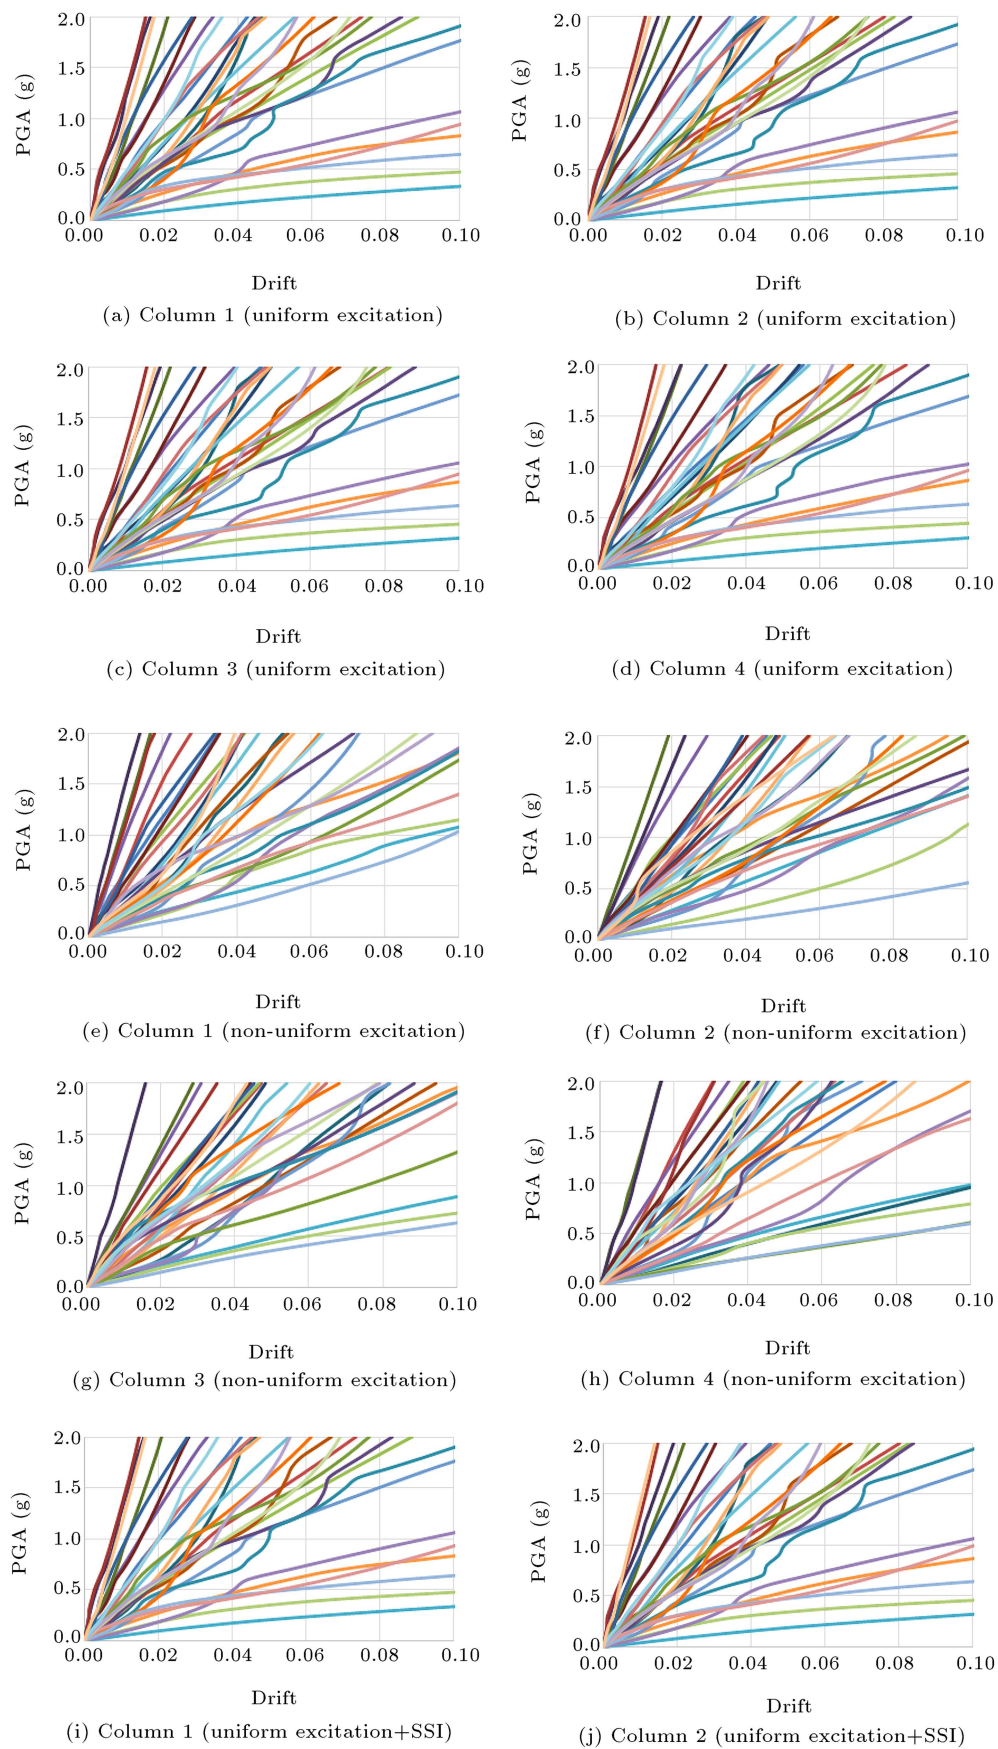 2.0
1.5
1.0
0.5
0.0
PGA (g)
0.00 0.02 0.04 0.06 0.08 0.10
Drift
(a) Column 1 (uniform excitation)
2.0
1.5
1.0
0.5
0.0
PGA (g)
0.00 0.02 0.04 0.06 0.08 0.10
Drift
(b) Column 2 (uniform excitation)
2.0
1.5
1.0
0.5
0.0
PGA (g)
0.00 0.02 0.04 0.06 0.08 0.10
Drift
(c) Column 3 (uniform excitation)
2.0
1.5
1.0
0.5
0.0
PGA (g)
0.00 0.02 0.04 0.06 0.08 0.10
Drift
(d) Column 4 (uniform excitation)
2.0
1.5
1.0
0.5
0.0
PGA (g)
0.00 0.02 0.04 0.06 0.08 0.10
Drift
(e) Column 1 (non-uniform excitation)
2.0
1.5
1.0
0.5
0.0
PGA (g)
0.00 0.02 0.04 0.06 0.08 0.10
Drift
(f) Column 2 (non-uniform excitation)
2.0
1.5
1.0
0.5
0.0
PGA (g)
0.00 0.02 0.04 0.06 0.08 0.10
Drift
(g) Column 3 (non-uniform excitation)
2.0
1.5
1.0
0.5
0.0
PGA (g)
0.00 0.02 0.04 0.06 0.08 0.10
Drift
(h) Column 4 (non-uniform excitation)
2.0
1.5
1.0
0.5
0.0
PGA (g)
0.00 0.02 0.04 0.06 0.08 0.10
Drift
(i) Column 1 (uniform excitation+SSI)
2.0
1.5
1.0
0.5
0.0
PGA (g)
0.00 0.02 0.04 0.06 0.08 0.10
Drift
(j) Column 2 (uniform excitation+SSI)